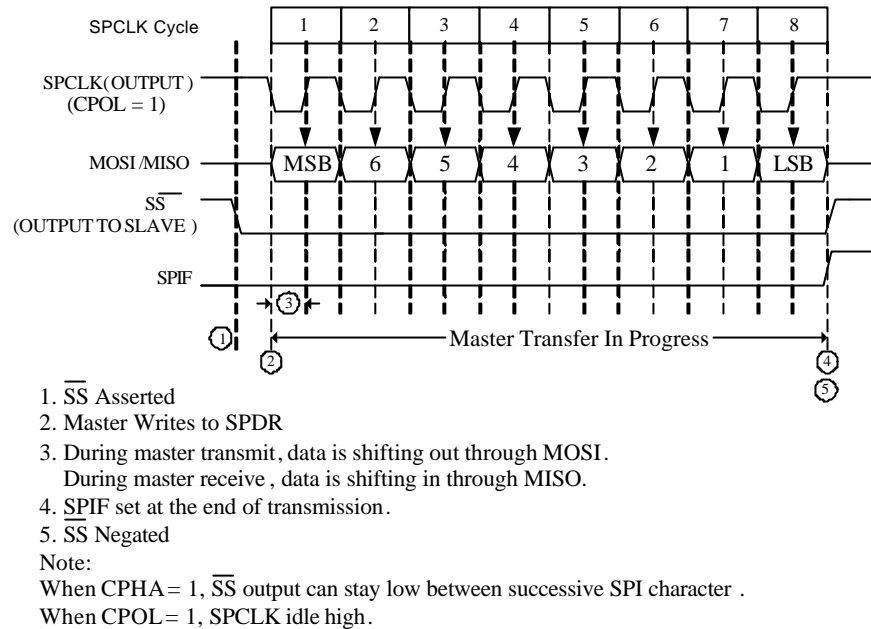 SPCLK Cycle 1 2 3 4 5 6 7 8
SPCLK(OUTPUT)
(CPOL = 1)
MOSI/MISO MSB 6 5 4 3 2 1 LSB
SS
(OUTPUT TO SLAVE)
SPIF
3
1 Master Transfer In Progress
2 4
5
1. SS Asserted
2. Master Writes to SPDR
3. During master transmit, data is shifting out through MOSI.
During master receive, data is shifting in through MISO.
4. SPIF set at the end of transmission.
5. SS Negated
Note:
When CPHA = 1, SS output can stay low between successive SPI character.
When CPOL = 1, SPCLK idle high.